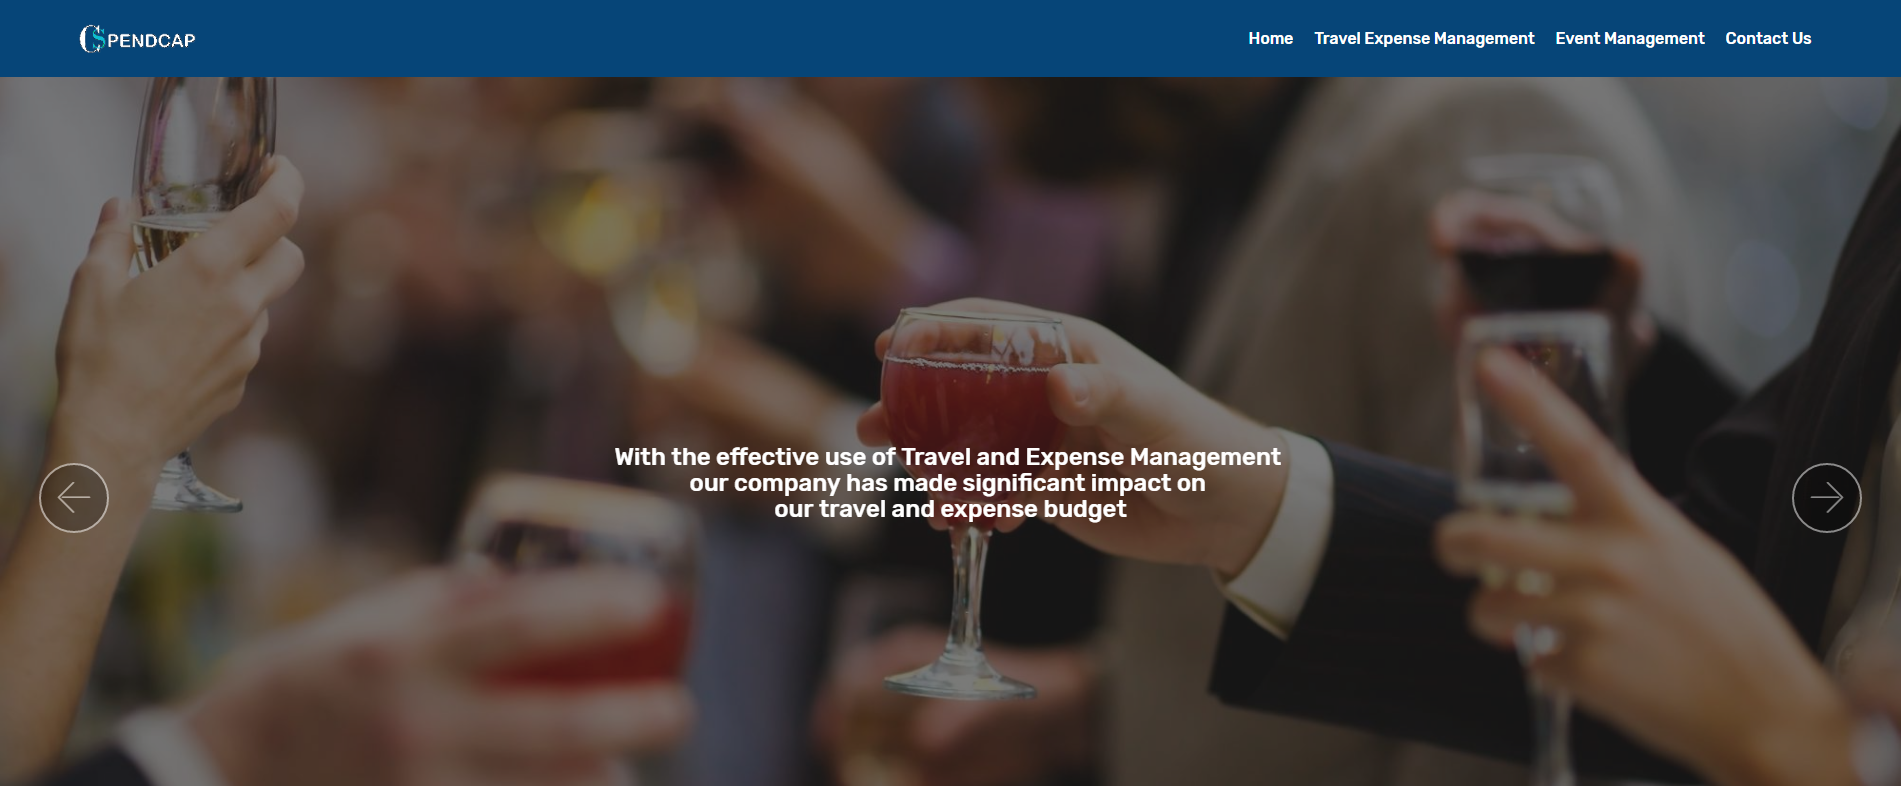 SPENDCAP
Home Travel Expense Management Event Management Contact Us
With the effective use of Travel and Expense Management
our company has made significant impact on
our travel and expense budget